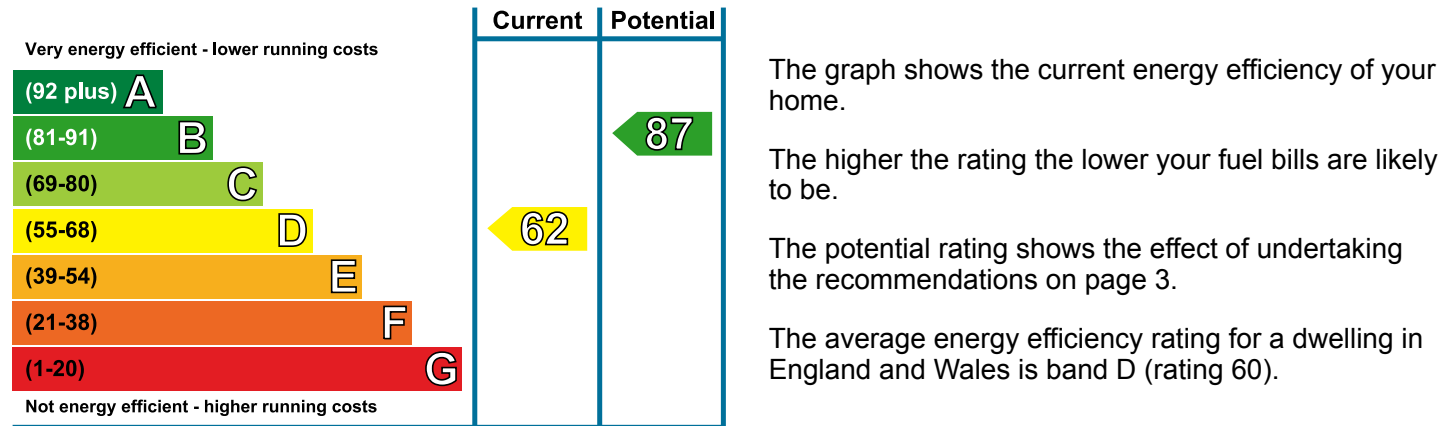 Current Potential
Very energy efficient - lower running costs
(92 plus) A
(81-91) B
87
(69-80) C
(55-68) D
62
(39-54) E
(21-38) F
(1-20) G
Not energy efficient - higher running costs
The graph shows the current energy efficiency of your
home.
The higher the rating the lower your fuel bills are likely
to be.
The potential rating shows the effect of undertaking
the recommendations on page 3.
The average energy efficiency rating for a dwelling in
England and Wales is band D (rating 60).